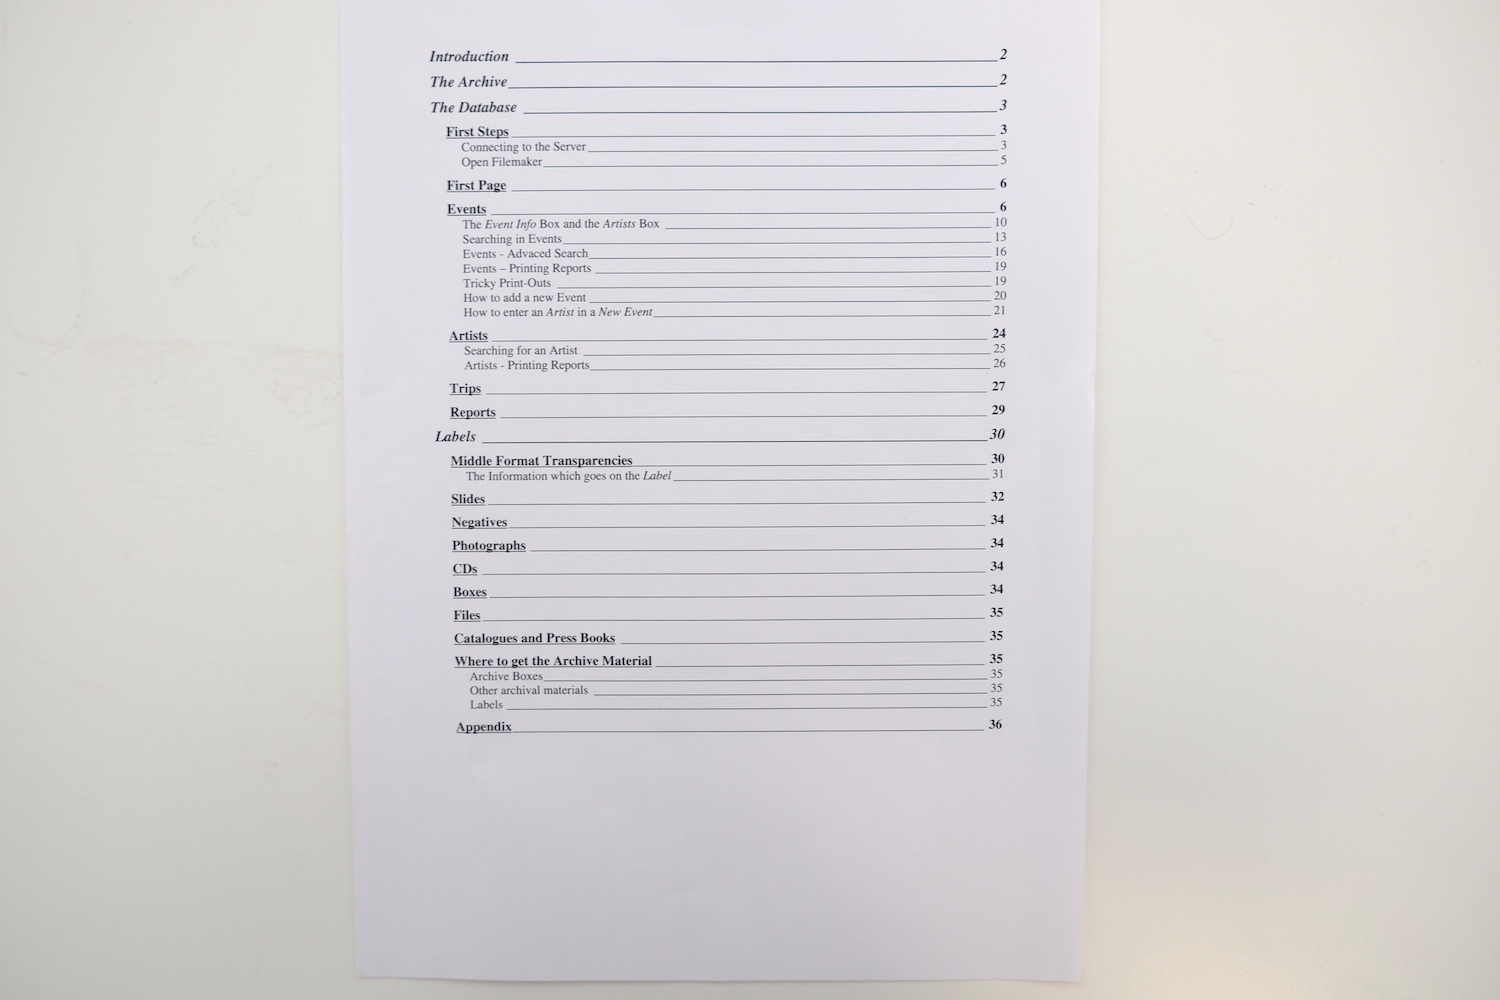 Introduction 2
The Archive 2
The Database 3
First Steps 3
Connecting to the Server 3
Open Filemaker 5
First Page 6
Events 6
The Event Info Box and the Artists Box 10
Searching in Events 13
Events - Advaced Search 16
Events – Printing Reports 19
Tricky Print-Outs 19
How to add a new Event 20
How to enter an Artist in a New Event 21
Artists 24
Searching for an Artist 25
Artists - Printing Reports 26
Trips 27
Reports 29
Labels 30
Middle Format Transparencies 30
The Information which goes on the Label 31
Slides 32
Negatives 34
Photographs 34
CDs 34
Boxes 34
Files 35
Catalogues and Press Books 35
Where to get the Archive Material 35
Archive Boxes 35
Other archival materials 35
Labels 35
Appendix 36